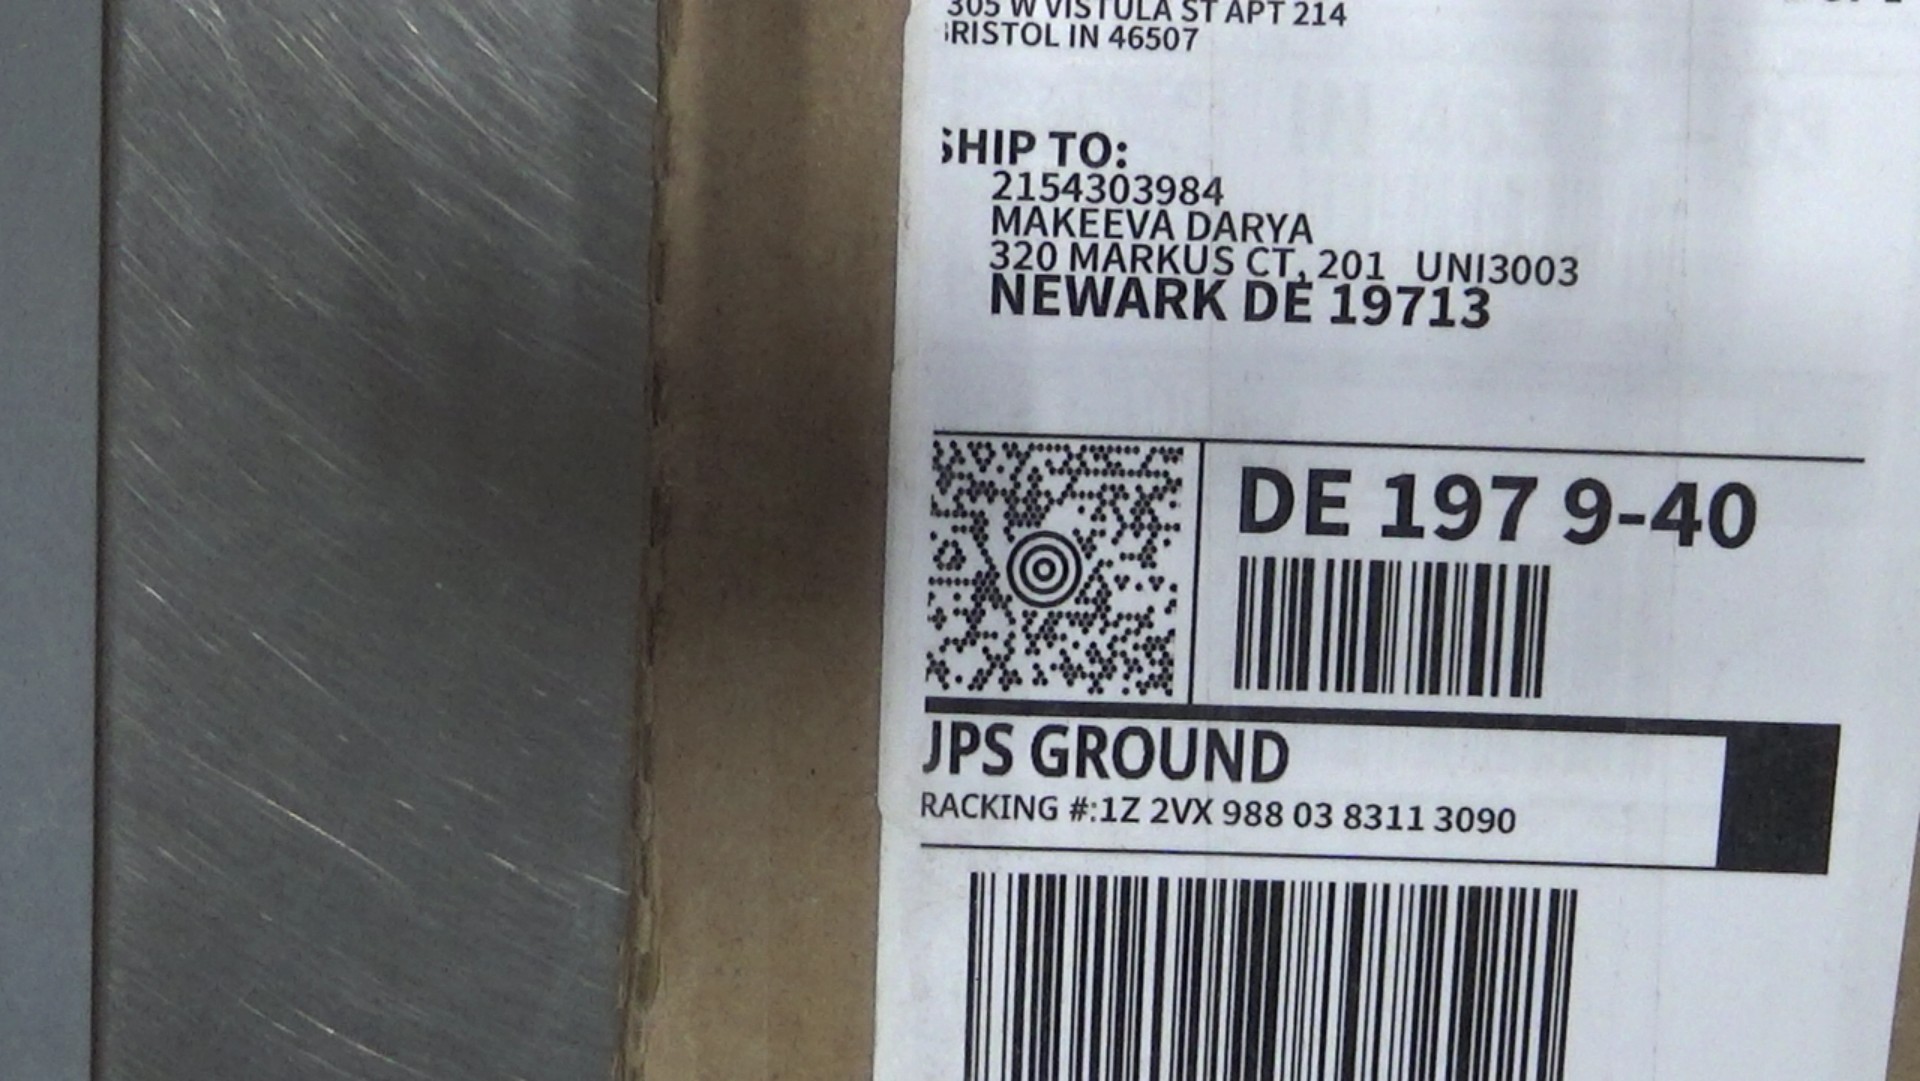 305 W VISTULA ST APT 214
RISTOL IN 46507
SHIP TO:
2154303984
MAKEEVA DARYA
320 MARKUS CT, 201 UNI3003
NEWARK DE 19713
DE 197 9-40
JPS GROUND
RACKING #:1Z 2VX 988 03 8311 3090